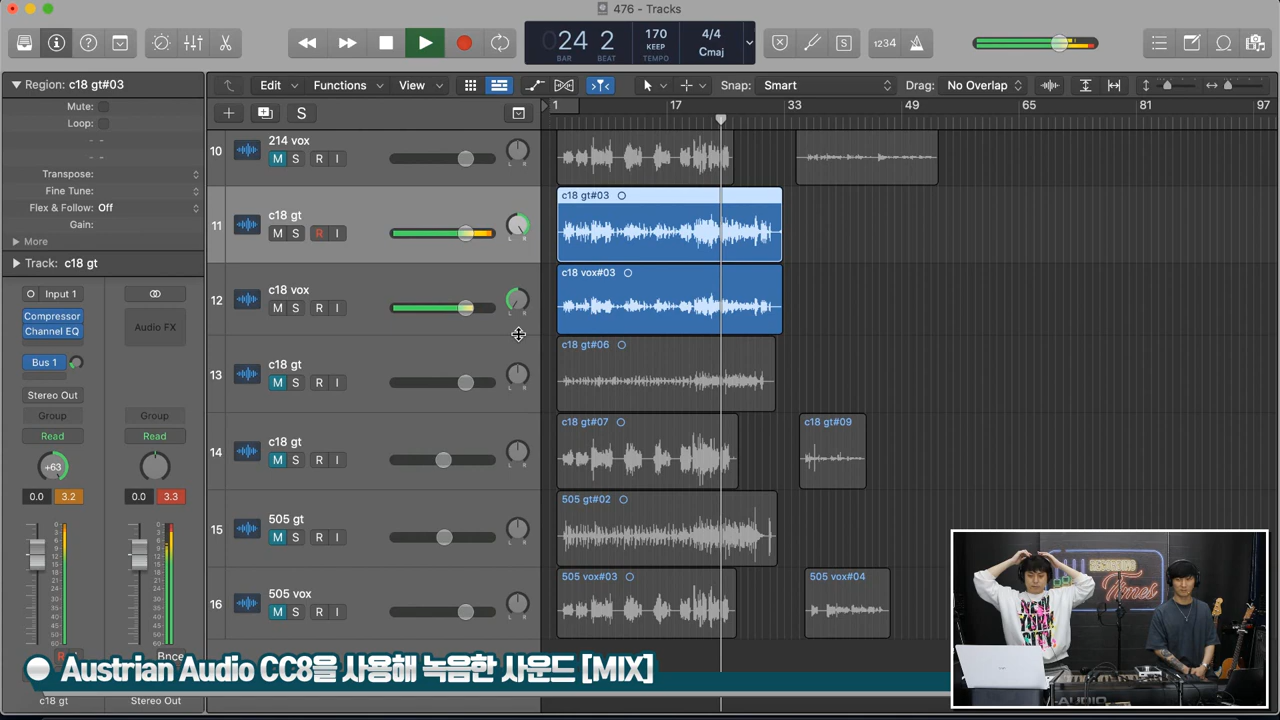 476 - Tracks
24 2
BAR BEAT
170
KEEP
TEMPO
4/4
Cmaj
S
1234
Region: c18 gt#03
Mute:
Loop:
Transpose:
Fine Tune:
Flex & Follow: Off
Gain:
More
Track: c18 gt
Input 1
Compressor
Channel EQ
Audio FX
Bus 1
Stereo Out
Group Group
Read Read
+63
0.0 3.2 0.0 3.3
Bnce
c18 gt Stereo Out
Edit Functions View Snap: Smart Drag: No Overlap
S
1 17 33 49 65 81 97
10 214 vox
M S R I
11 c18 gt
M S R I
c18 gt#03
12 c18 vox
M S R I
c18 vox#03
13 c18 gt
M S R I
c18 gt#06
14 c18 gt
M S R I
c18 gt#07 c18 gt#09
15 505 gt
M S R I
505 gt#02
16 505 vox
M S R I
505 vox#03 505 vox#04
Austrian Audio CC8을 사용해 녹음한 사운드 [MIX]
Times
NEW
YORK